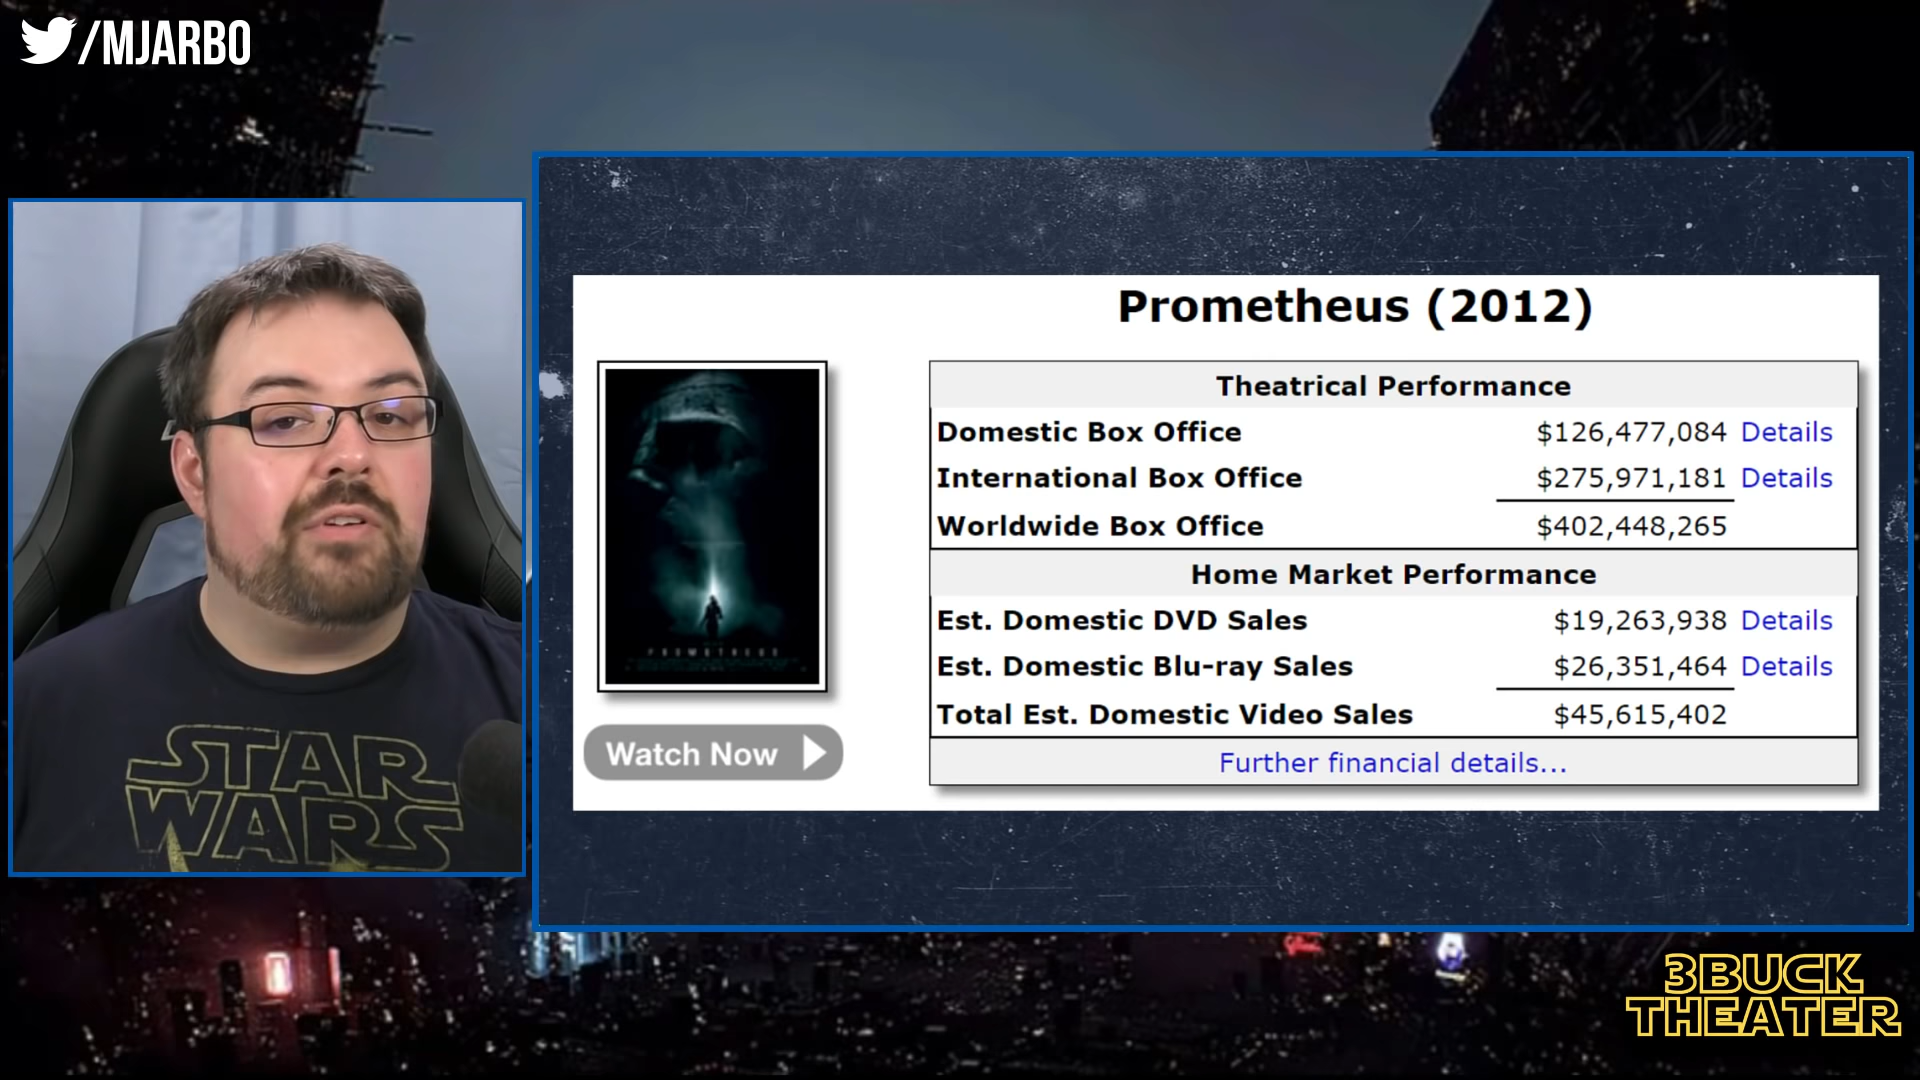 /MJARBO
STAR
WARS
Prometheus (2012)
PROMETHEUS
Watch Now
Theatrical Performance
Domestic Box Office $126,477,084 Details
International Box Office $275,971,181 Details
Worldwide Box Office $402,448,265
Home Market Performance
Est. Domestic DVD Sales $19,263,938 Details
Est. Domestic Blu-ray Sales $26,351,464 Details
Total Est. Domestic Video Sales $45,615,402
Further financial details...
3BUCK
THEATER